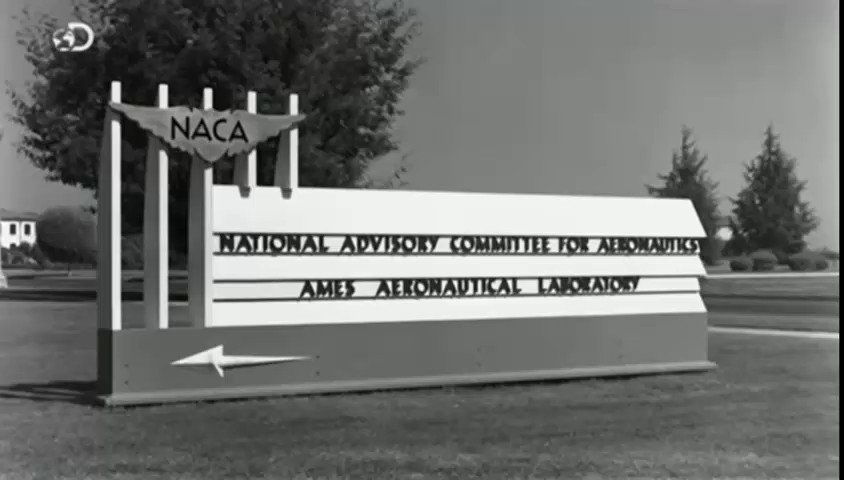 NACA
NATIONAL ADVISORY COMMITTEE FOR AERONAUTICS
AMES AERONAUTICAL LABORATORY